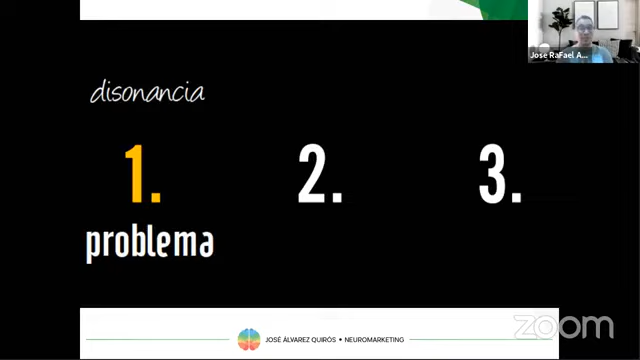 Jose RaFael A...
disonancia
1. 2. 3.
problema
JOSÉ ÁLVAREZ QUIRÓS • NEUROMARKETING
zoom